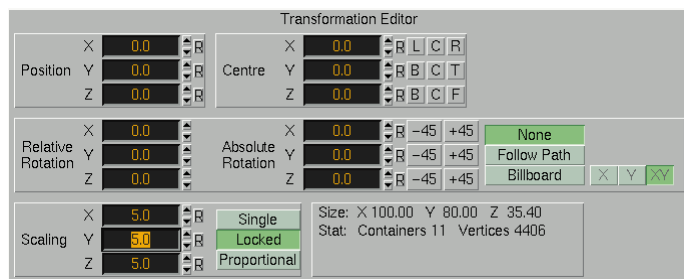 Transformation Editor
X 0.0 R X 0.0 R L C R
Position Y 0.0 R Centre Y 0.0 R B C T
Z 0.0 R Z 0.0 R B C F
X 0.0 X 0.0 R -45 +45 None
Relative Rotation Y 0.0 Absolute Rotation Y 0.0 R -45 +45 Follow Path
Z 0.0 Z 0.0 R -45 +45 Billboard X Y XY
X 5.0 R Single Size: X 100.00 Y 80.00 Z 35.40
Scaling Y 5.0 R Locked Stat: Containers 11 Vertices 4406
Z 5.0 R Proportional